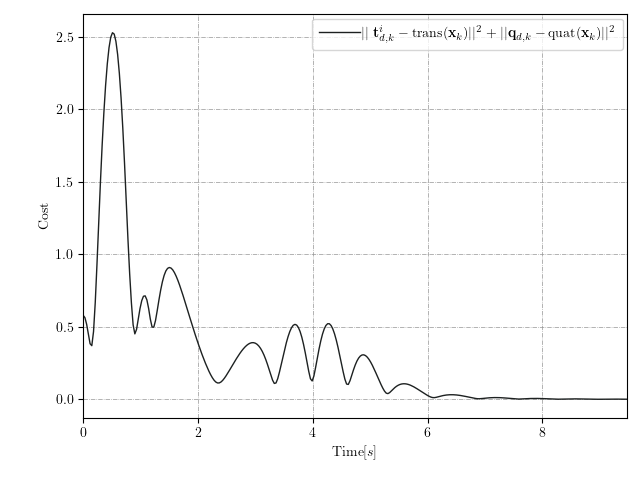 || t^i_{d,k} − trans(x_k)||^2 + ||q_{d,k} − quat(x_k)||^2
2.5
2.0
1.5
1.0
0.5
0.0
Cost
0 2 4 6 8
Time[s]